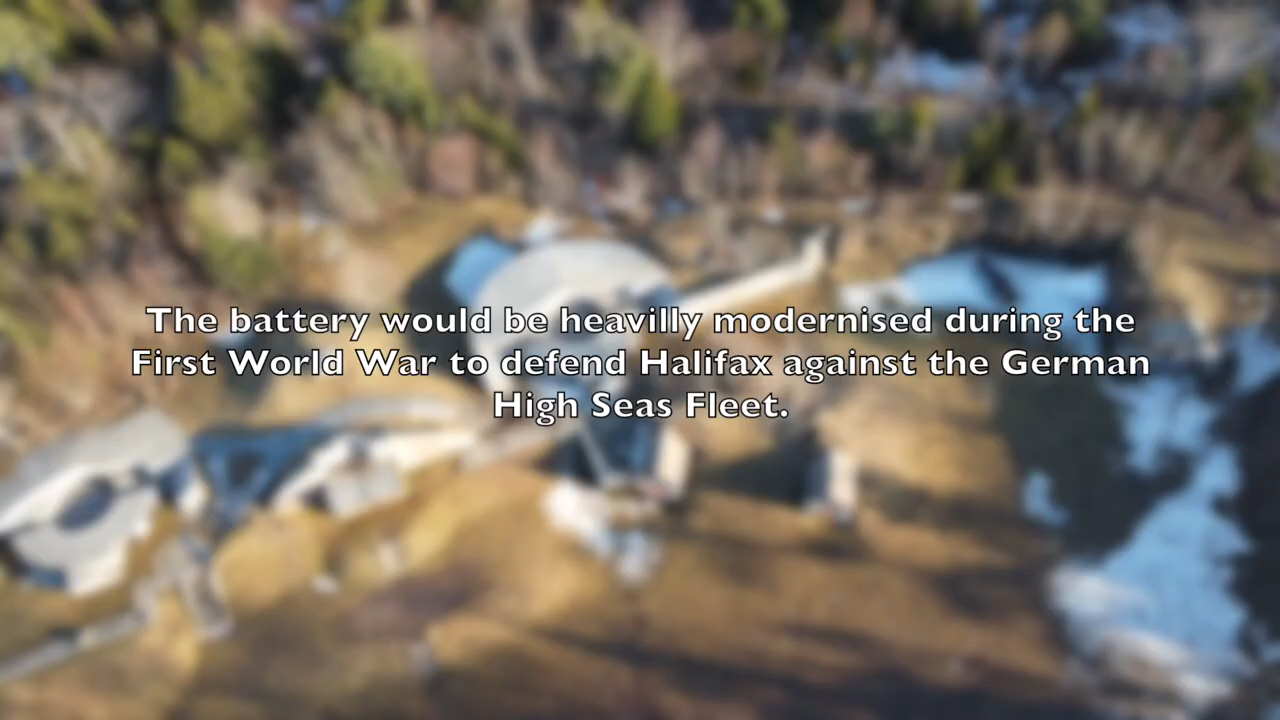 The battery would be heavilly modernised during the
First World War to defend Halifax against the German
High Seas Fleet.